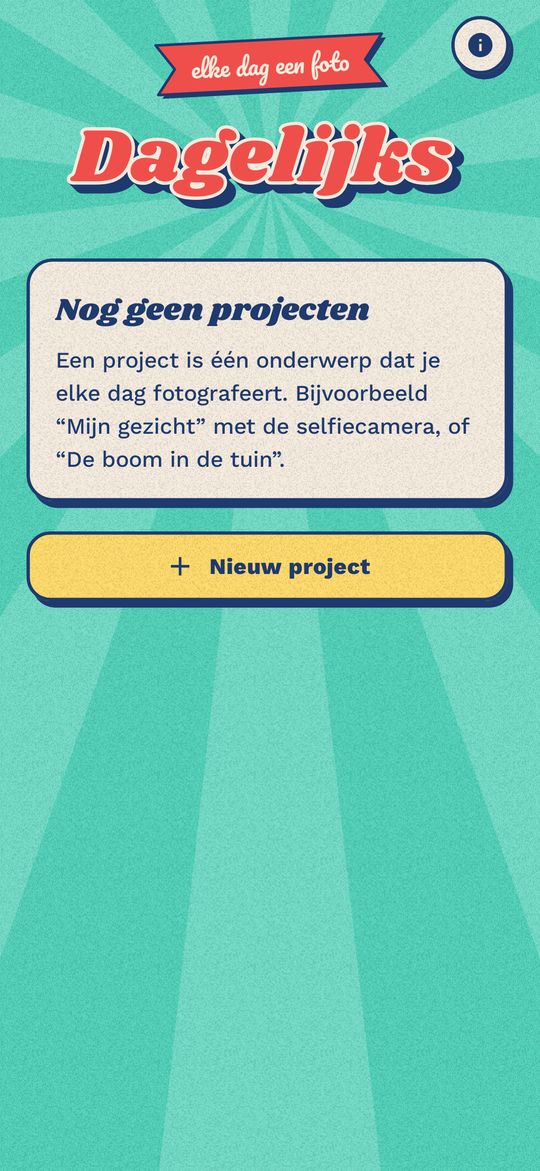 elke dag een foto
Dagelijks
Nog geen projecten
Een project is één onderwerp dat je
elke dag fotografeert. Bijvoorbeeld
“Mijn gezicht” met de selfiecamera, of
“De boom in de tuin”.
Nieuw project